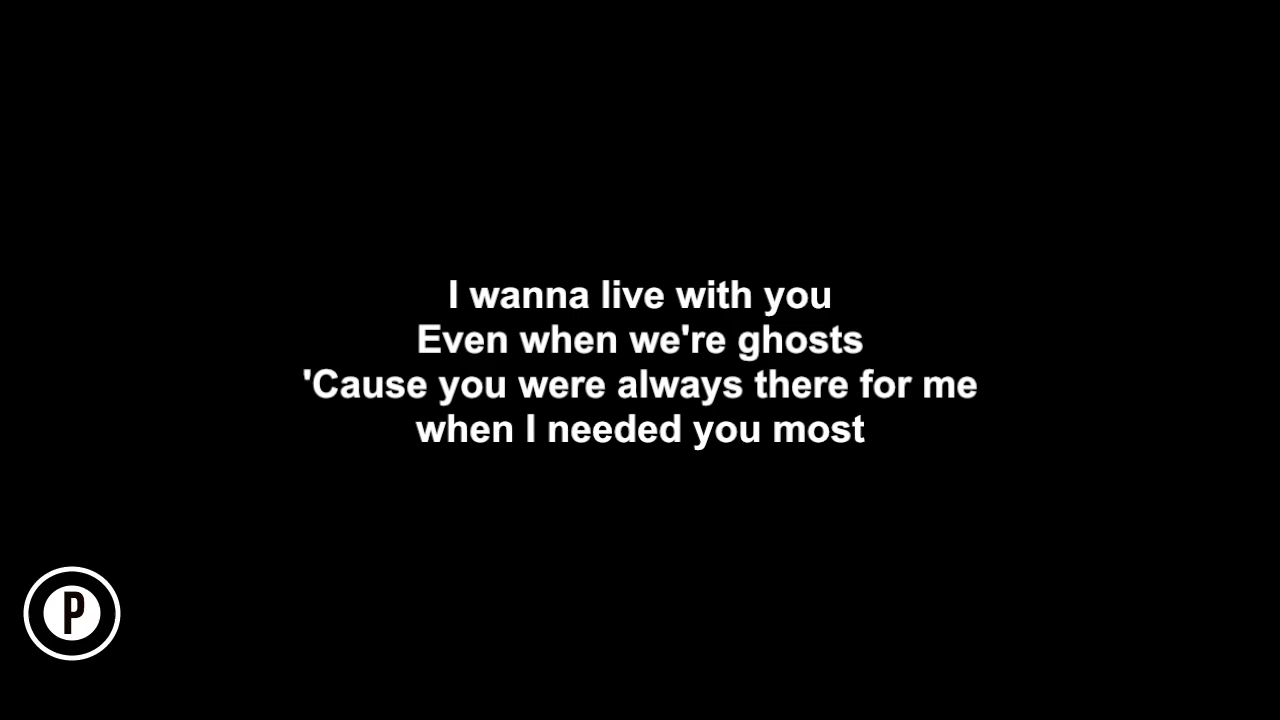 I wanna live with you
Even when we're ghosts
'Cause you were always there for me
when I needed you most
P